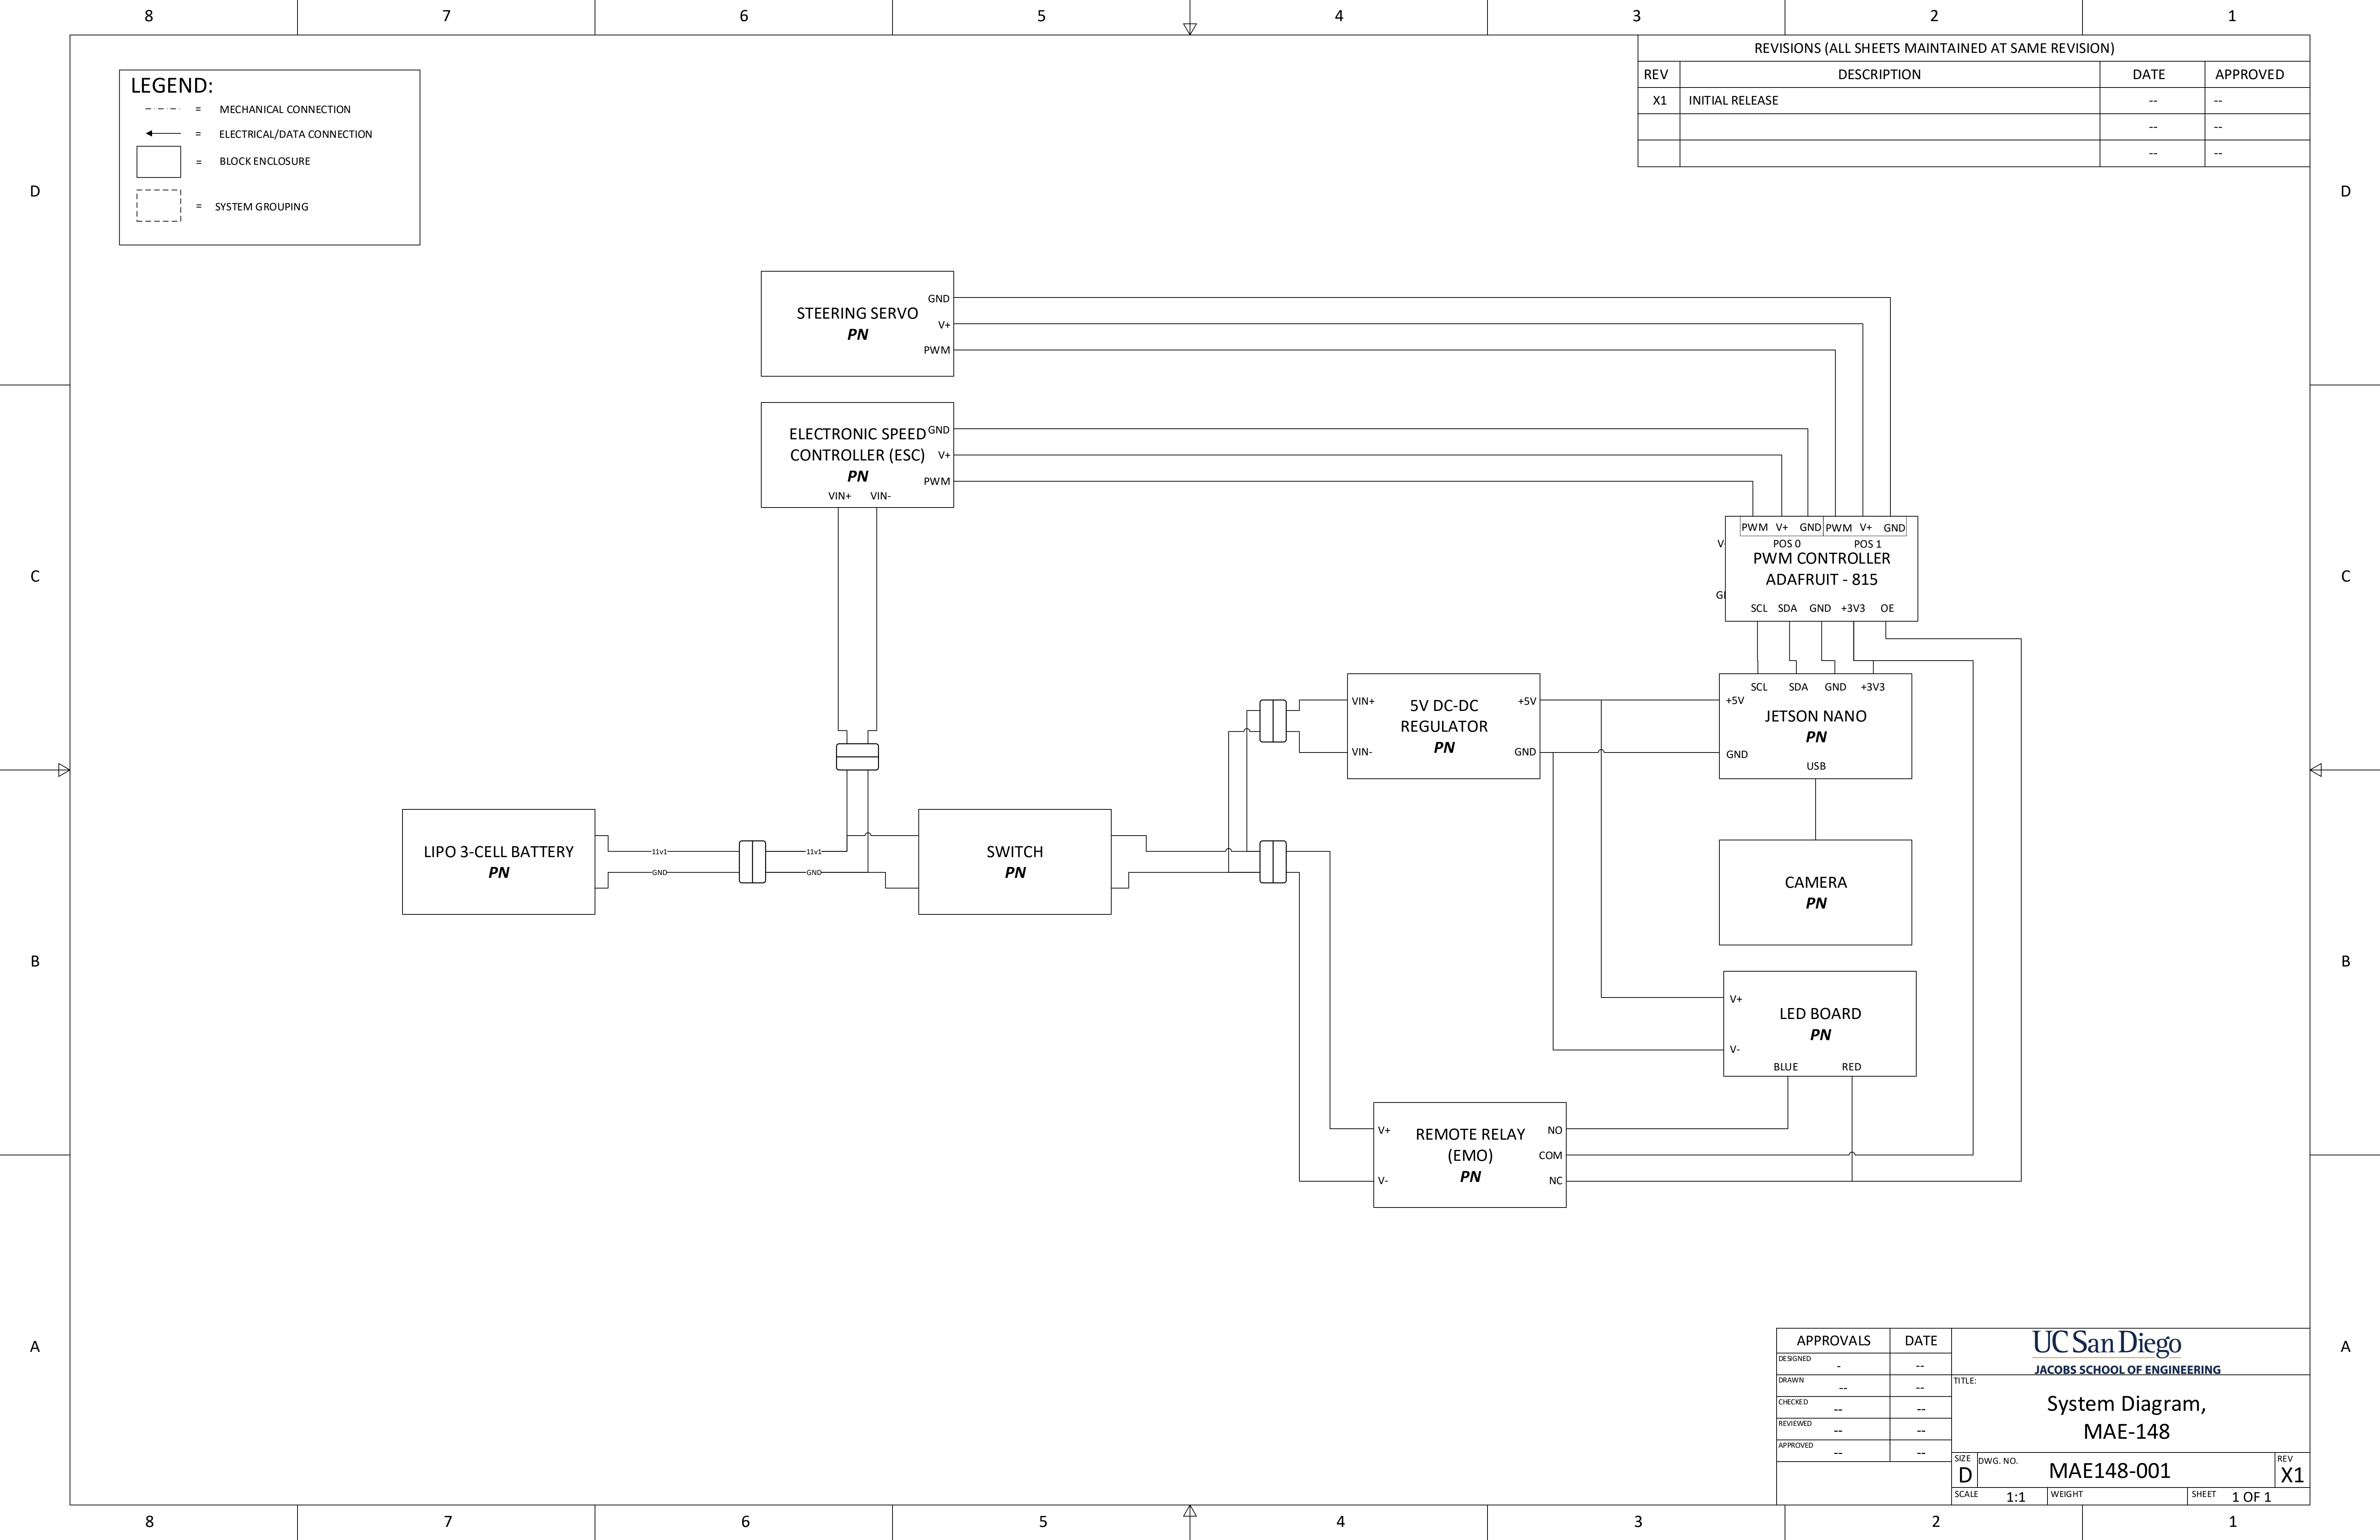 8 7 6 5 4 3 2 1
REVISIONS (ALL SHEETS MAINTAINED AT SAME REVISION)
REV DESCRIPTION DATE APPROVED
X1 INITIAL RELEASE -- --
-- --
-- --
LEGEND:
= MECHANICAL CONNECTION
= ELECTRICAL/DATA CONNECTION
= BLOCK ENCLOSURE
= SYSTEM GROUPING
D D
STEERING SERVO
PN
GND
V+
PWM
ELECTRONIC SPEED
CONTROLLER (ESC)
PN
GND
V+
PWM
VIN+ VIN-
C C
PWM V+ GND PWM V+ GND
POS 0 POS 1
V
PWM CONTROLLER
ADAFRUIT - 815
SCL SDA GND +3V3 OE
5V DC-DC
REGULATOR
PN
VIN+
VIN-
+5V
GND
SCL SDA GND +3V3
+5V
JETSON NANO
PN
GND
USB
LIPO 3-CELL BATTERY
PN
11v1
GND
11v1
GND
SWITCH
PN
CAMERA
PN
B B
V+
LED BOARD
PN
V-
BLUE RED
V+
REMOTE RELAY
(EMO)
PN
V-
NO
COM
NC
A A
APPROVALS DATE
DESIGNED - --
DRAWN -- --
CHECKED -- --
REVIEWED -- --
APPROVED -- --
UC San Diego
JACOBS SCHOOL OF ENGINEERING
TITLE:
System Diagram,
MAE-148
SIZE DWG. NO. REV
D MAE148-001 X1
SCALE 1:1 WEIGHT SHEET 1 OF 1
8 7 6 5 4 3 2 1